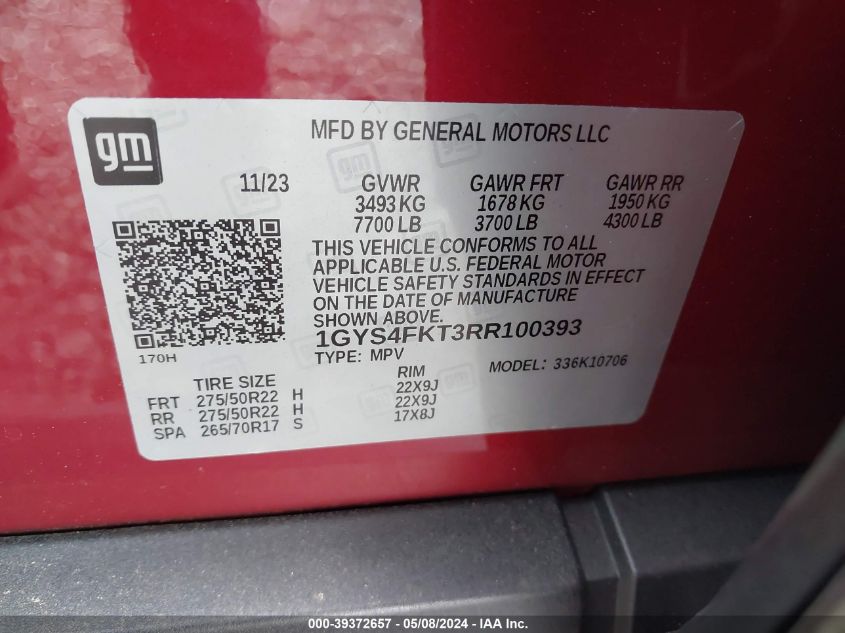 gm
MFD BY GENERAL MOTORS LLC
11/23 GVWR GAWR FRT GAWR RR
3493 KG 1678 KG 1950 KG
7700 LB 3700 LB 4300 LB
THIS VEHICLE CONFORMS TO ALL
APPLICABLE U.S. FEDERAL MOTOR
VEHICLE SAFETY STANDARDS IN EFFECT
ON THE DATE OF MANUFACTURE
SHOWN ABOVE.
1GYS4FKT3RR100393
170H
TYPE: MPV MODEL: 336K10706
TIRE SIZE RIM
FRT 275/50R22 H 22X9J
RR 275/50R22 H 22X9J
SPA 265/70R17 S 17X8J
000-39372657 - 05/08/2024 - IAA Inc.